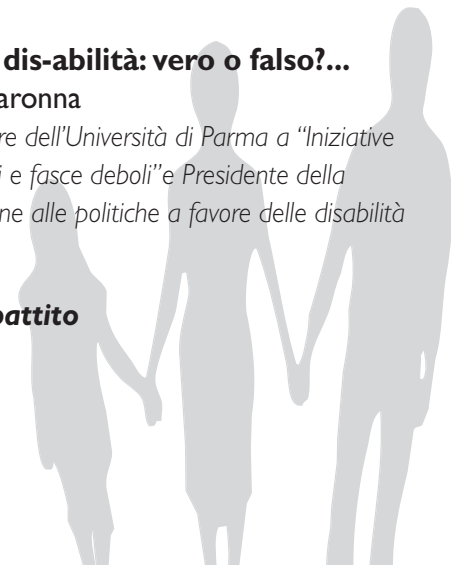 dis-abilità: vero o falso?...
aronna
re dell’Università di Parma a “Iniziative
i e fasce deboli”e Presidente della
ne alle politiche a favore delle disabilità
battito